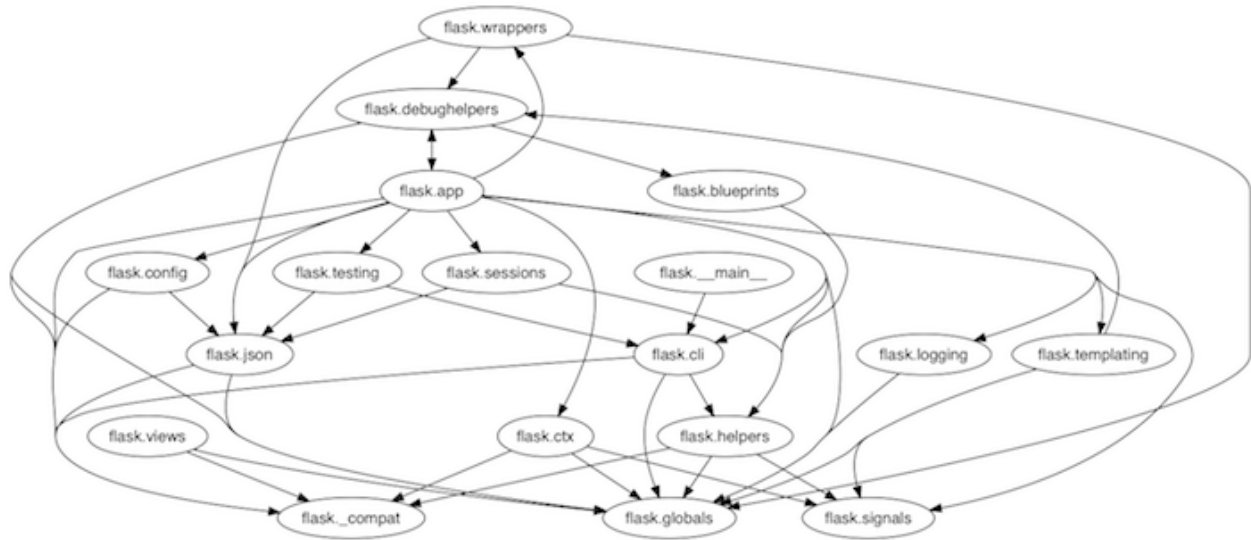 flask.wrappers
flask.debughelpers
flask.app
flask.blueprints
flask.config
flask.testing
flask.sessions
flask.__main__
flask.json
flask.cli
flask.logging
flask.templating
flask.views
flask.ctx
flask.helpers
flask._compat
flask.globals
flask.signals